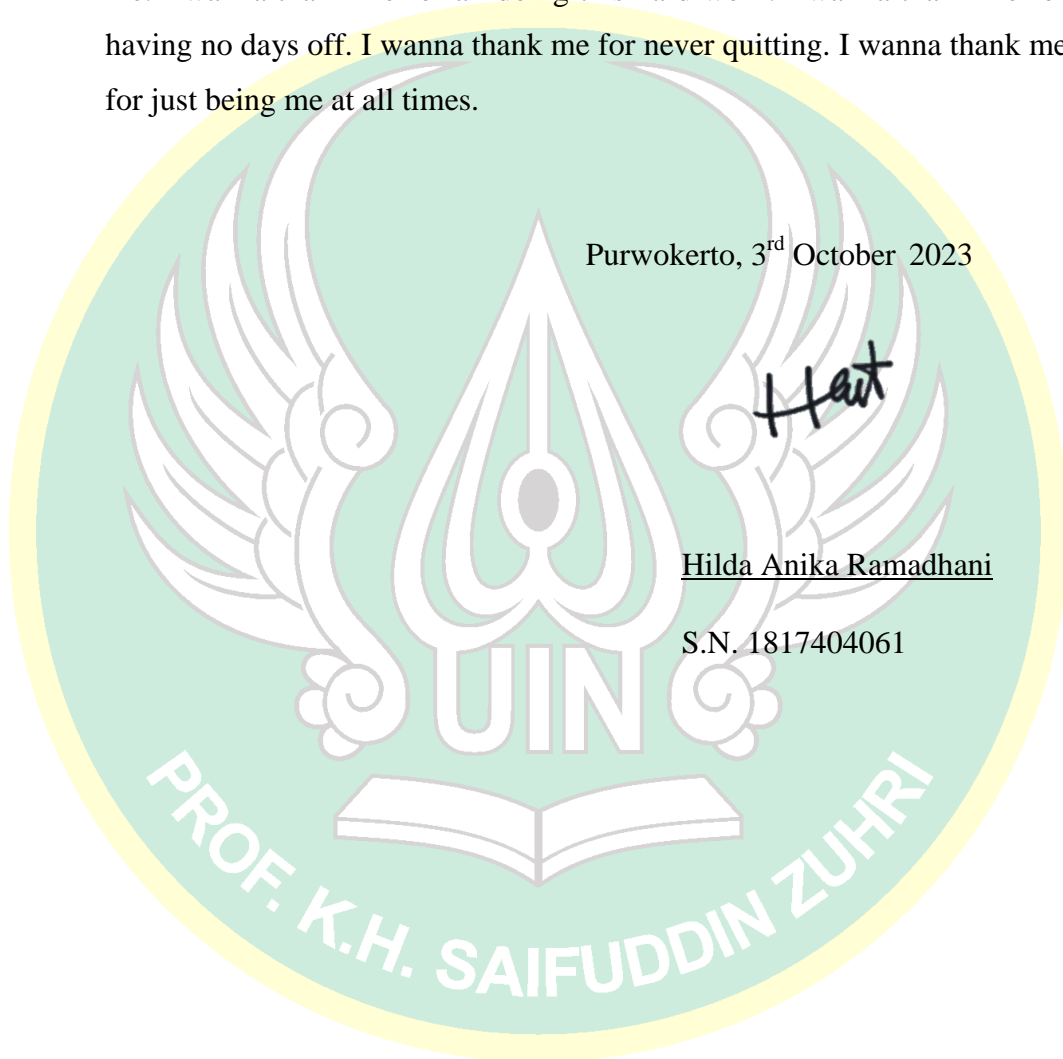 having no days off. I wanna thank me for never quitting. I wanna thank me
for just being me at all times.
Purwokerto, 3rd October 2023
Hilda Anika Ramadhani
S.N. 1817404061
UIN
PROF. K.H. SAIFUDDIN ZUHRI